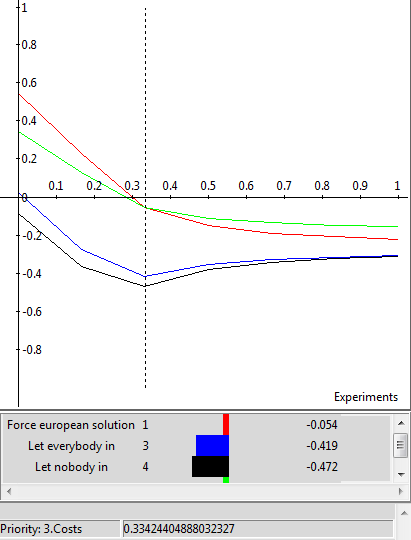 1
0.8
0.6
0.4
0.2
0 0.1 0.2 0.3 0.4 0.5 0.6 0.7 0.8 0.9 1
-0.2
-0.4
-0.6
-0.8
Experiments
Force european solution 1 -0.054
Let everybody in 3 -0.419
Let nobody in 4 -0.472
Priority: 3.Costs 0.33424404888032327